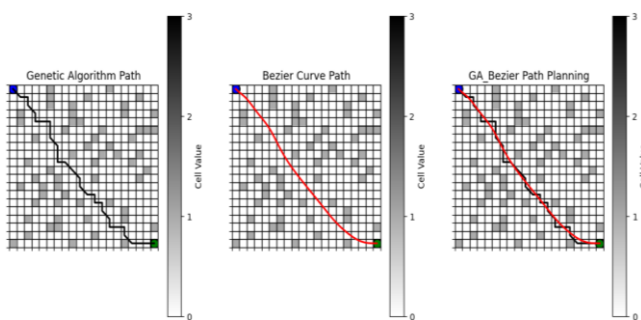 Genetic Algorithm Path
3
2
1
0
Cell Value
Bezier Curve Path
3
2
1
0
Cell Value
GA_Bezier Path Planning
3
2
1
0